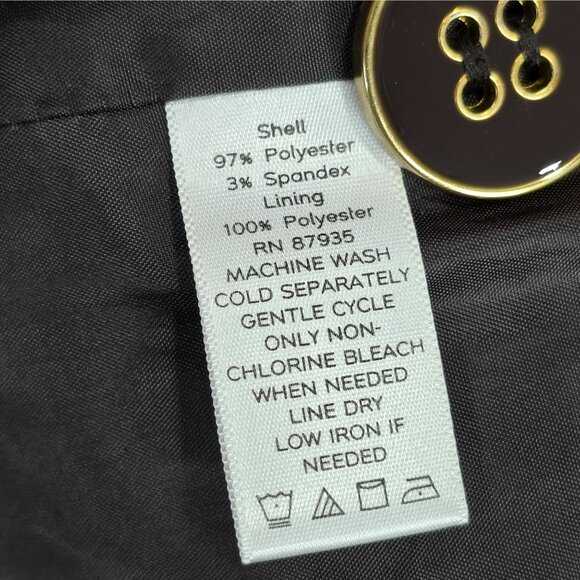 Shell
97% Polyester
3% Spandex
Lining
100% Polyester
RN 87935
MACHINE WASH
COLD SEPARATELY
GENTLE CYCLE
ONLY NON-
CHLORINE BLEACH
WHEN NEEDED
LINE DRY
LOW IRON IF
NEEDED